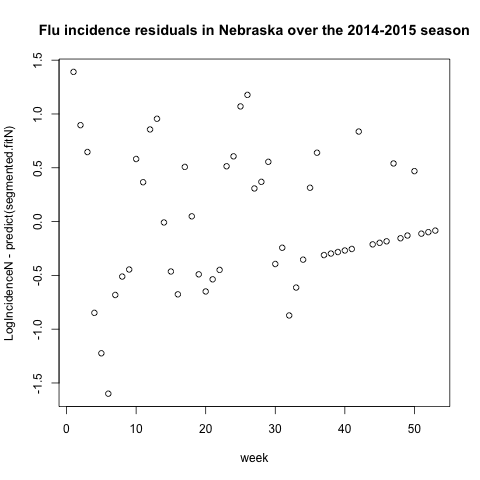 Flu incidence residuals in Nebraska over the 2014-2015 season
LogIncidenceN - predict(segmented.fitN)
1.5
1.0
0.5
0.0
-0.5
-1.0
-1.5
0 10 20 30 40 50
week